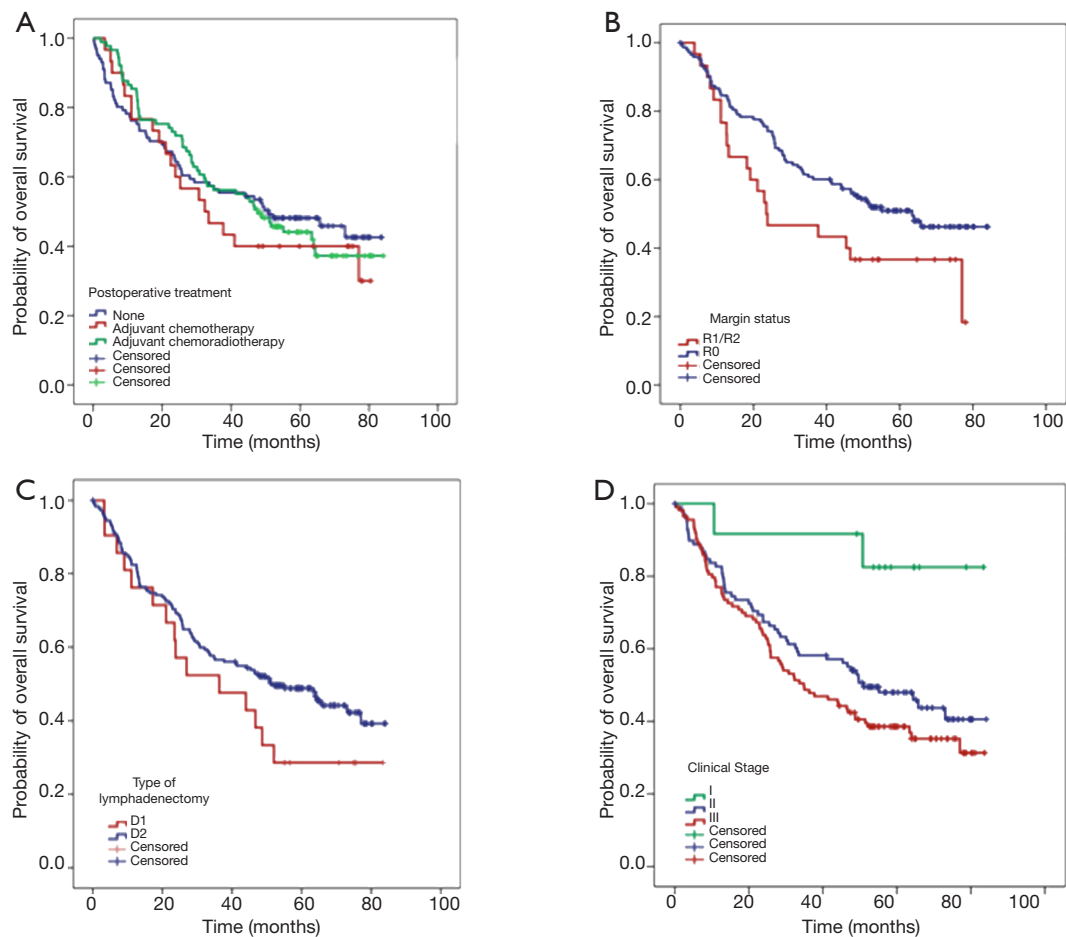 A
Probability of overall survival
1.0
0.8
0.6
0.4
0.2
0.0
Postoperative treatment
None
Adjuvant chemotherapy
Adjuvant chemoradiotherapy
Censored
Censored
Censored
0 20 40 60 80 100
Time (months)
B
Probability of overall survival
1.0
0.8
0.6
0.4
0.2
0.0
Margin status
R1/R2
R0
Censored
Censored
0 20 40 60 80 100
Time (months)
C
Probability of overall survival
1.0
0.8
0.6
0.4
0.2
0.0
Type of
lymphadenectomy
D1
D2
Censored
Censored
0 20 40 60 80 100
Time (months)
D
Probability of overall survival
1.0
0.8
0.6
0.4
0.2
0.0
Clinical Stage
I
II
III
Censored
Censored
Censored
0 20 40 60 80 100
Time (months)